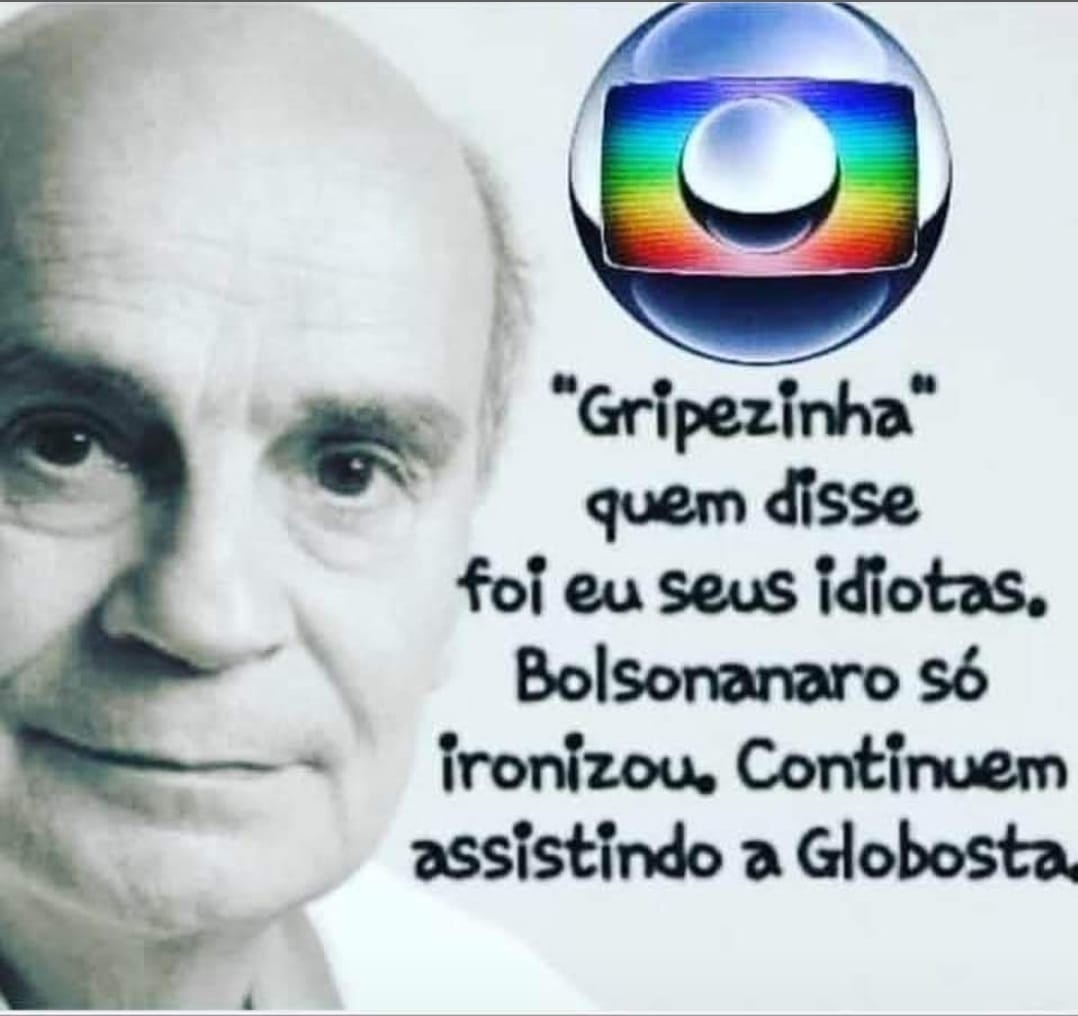 "Gripezinha"
quem disse
foi eu seus idiotas.
Bolsonanaro só
ironizou. Continuem
assistindo a Globosta.